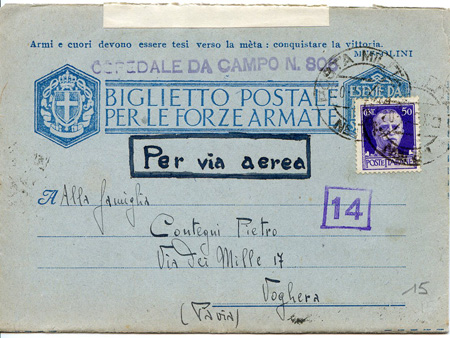 Armi e cuori devono essere tesi verso la mèta: conquistare la vittoria.
MUSSOLINI
OSPEDALE DA CAMPO N. 
ESENTE DA
BIGLIETTO POSTALE
PER LE FORZE ARMATE
CENT. 50
POSTE ITALIANE
Per via aerea
14
A Alla famiglia
Contegni Pietro
Via dei Mille 17
Voghera
(Pavia)
15